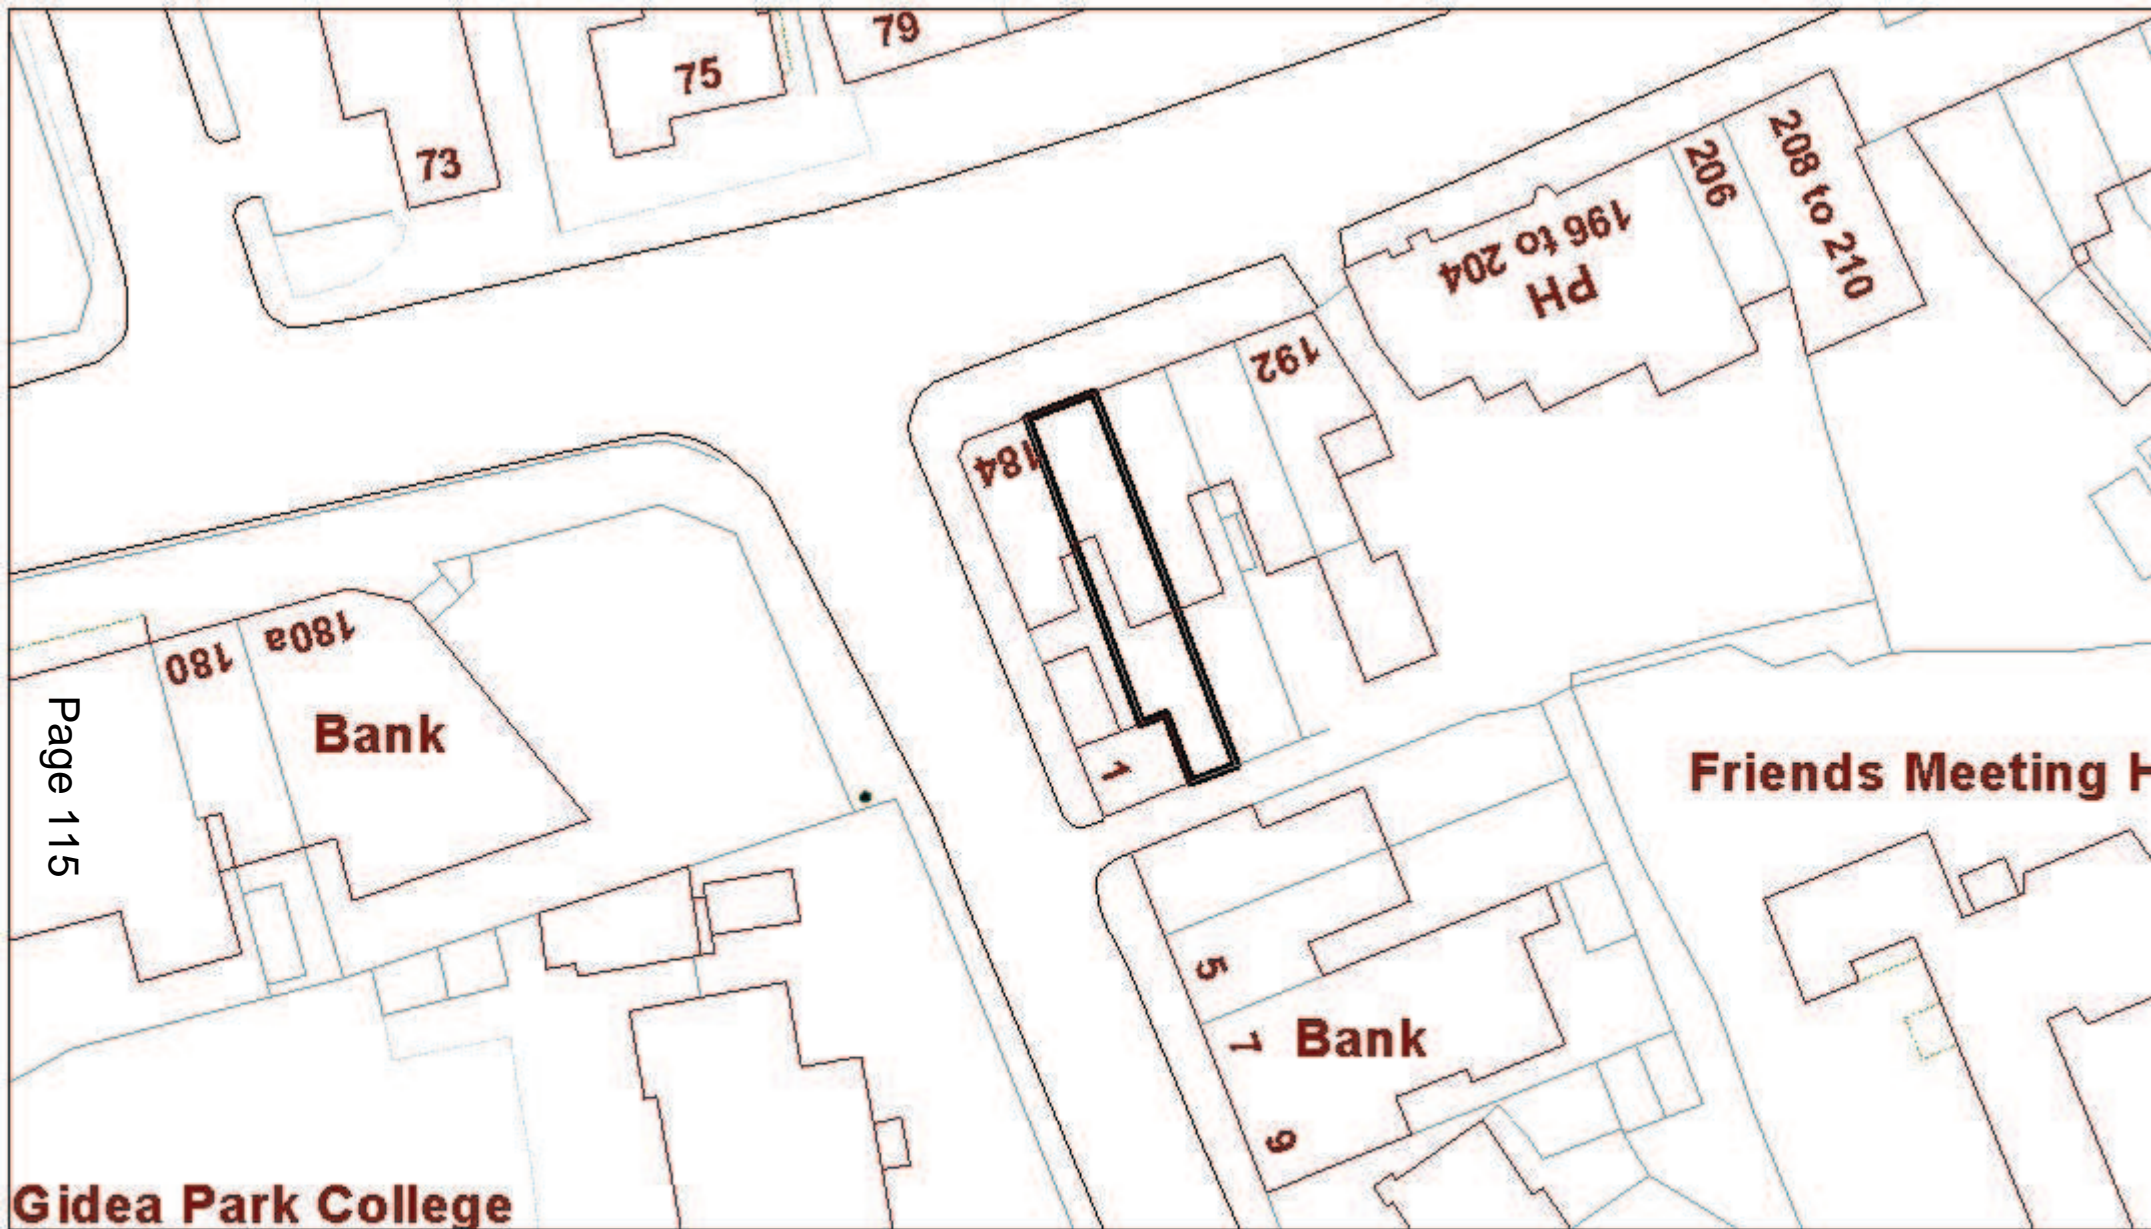 79
75
73
208 to 210
206
196 to 204
PH
192
184
180a
180
Bank
Page 115
1
Friends Meeting H
5
7
Bank
9
Gidea Park College